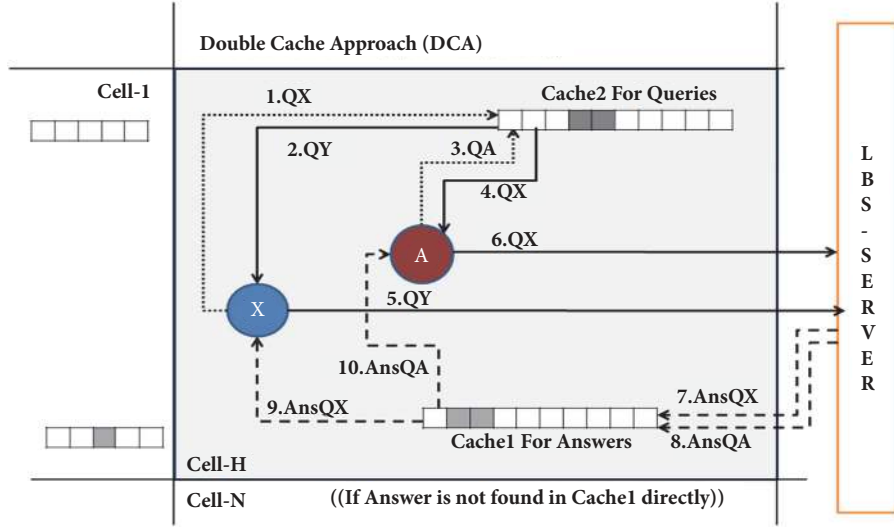 Double Cache Approach (DCA)
Cell-1
1.QX
Cache2 For Queries
2.QY
3.QA
4.QX
A
6.QX
X
5.QY
10.AnsQA
9.AnsQX
7.AnsQX
Cache1 For Answers
8.AnsQA
Cell-H
Cell-N
((If Answer is not found in Cache1 directly))
L
B
S
-
S
E
R
V
E
R